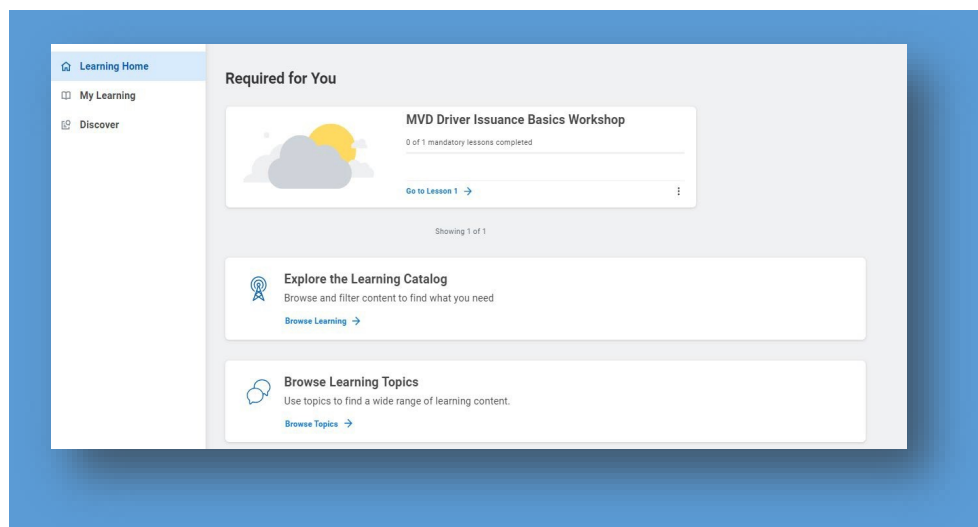 Learning Home
My Learning
Discover
Required for You
MVD Driver Issuance Basics Workshop
0 of 1 mandatory lessons completed
Go to Lesson 1
Showing 1 of 1
Explore the Learning Catalog
Browse and filter content to find what you need
Browse Learning
Browse Learning Topics
Use topics to find a wide range of learning content.
Browse Topics